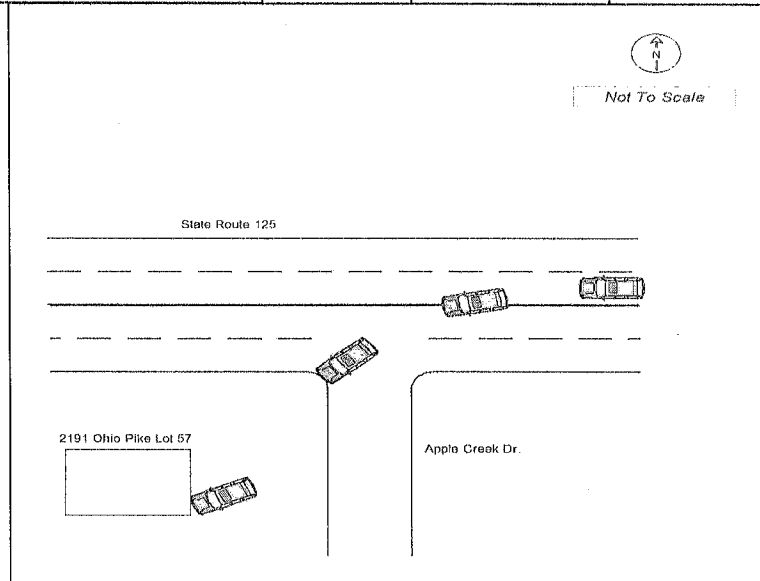 N
Not To Scale
State Route 125
2191 Ohio Pike Lot 57
Apple Creek Dr.